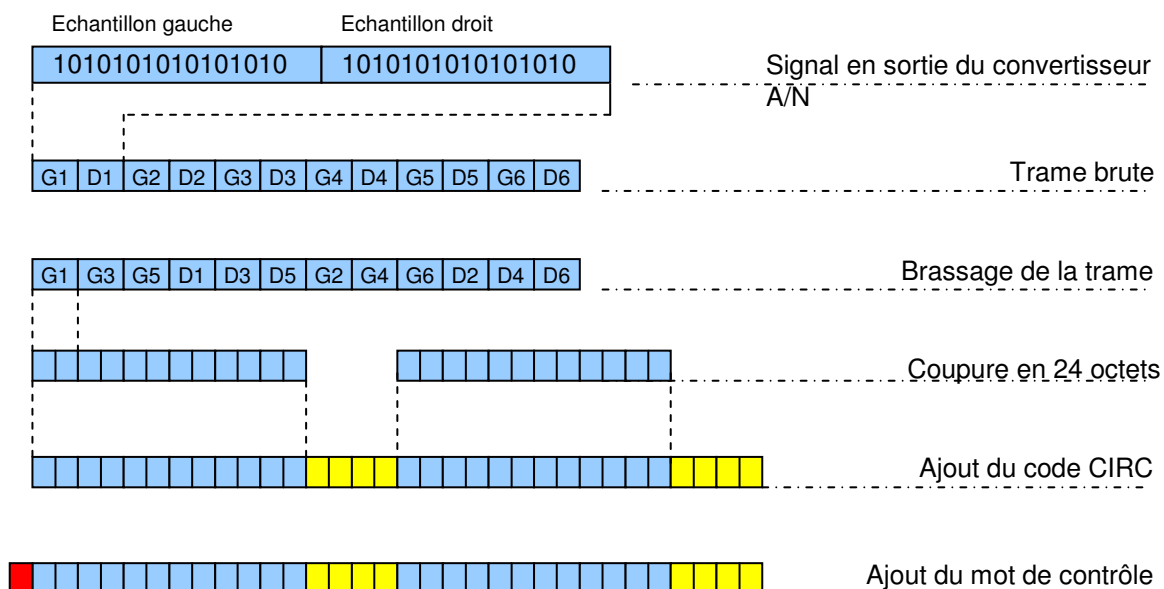 Echantillon gauche Echantillon droit
1010101010101010 1010101010101010 Signal en sortie du convertisseur
A/N
G1 D1 G2 D2 G3 D3 G4 D4 G5 D5 G6 D6 Trame brute
G1 G3 G5 D1 D3 D5 G2 G4 G6 D2 D4 D6 Brassage de la trame
Coupure en 24 octets
Ajout du code CIRC
Ajout du mot de contrôle